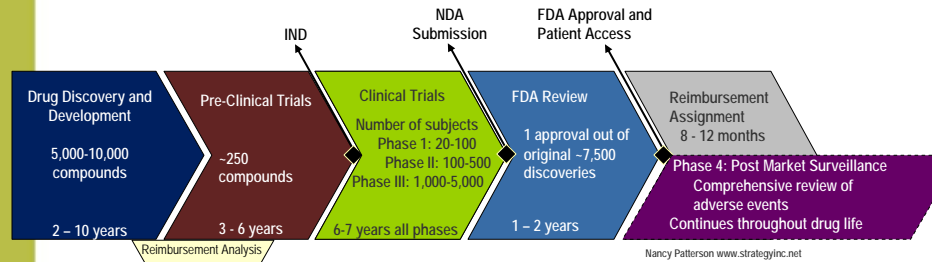 IND
NDA
Submission
FDA Approval and
Patient Access
Drug Discovery and
Development
5,000-10,000
compounds
2 – 10 years
Pre-Clinical Trials
~250
compounds
3 - 6 years
Reimbursement Analysis
Clinical Trials
Number of subjects
Phase 1: 20-100
Phase II: 100-500
Phase III: 1,000-5,000
6-7 years all phases
FDA Review
1 approval out of
original ~7,500
discoveries
1 – 2 years
Reimbursement
Assignment
8 - 12 months
Phase 4: Post Market Surveillance
Comprehensive review of
adverse events
Continues throughout drug life
Nancy Patterson www.strategyinc.net